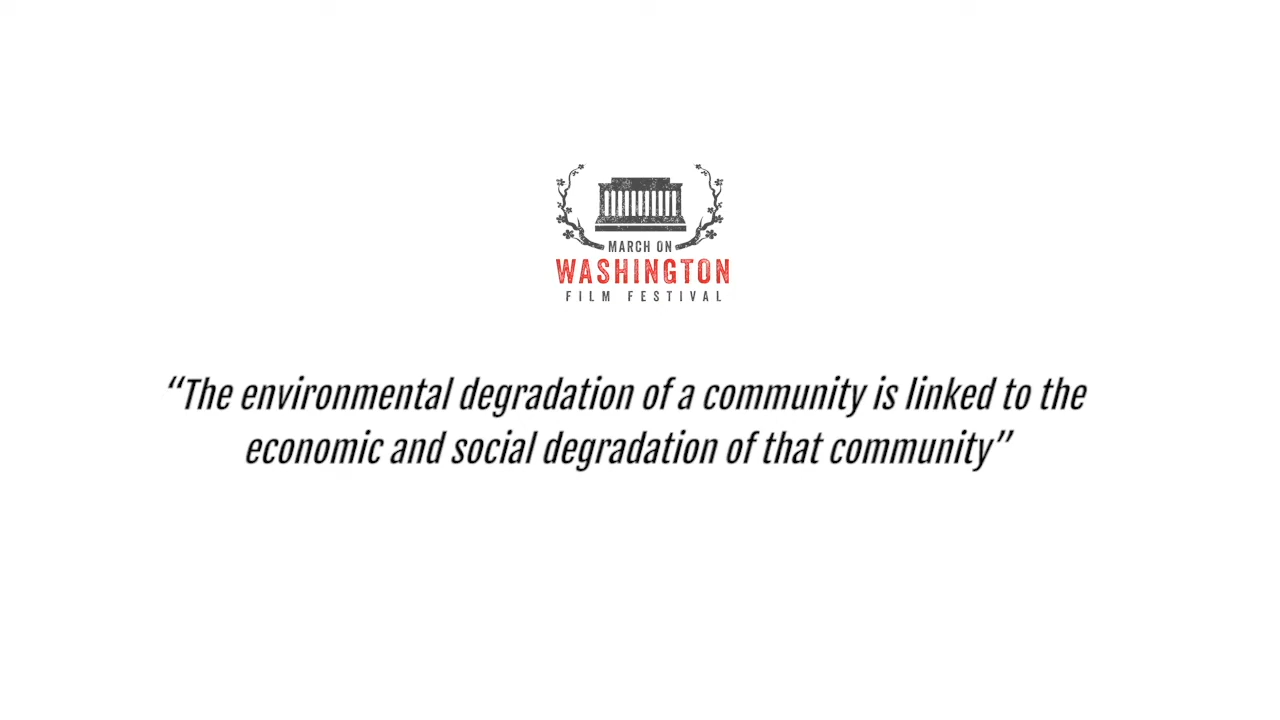 MARCH ON
WASHINGTON
FILM FESTIVAL
“The environmental degradation of a community is linked to the
economic and social degradation of that community”